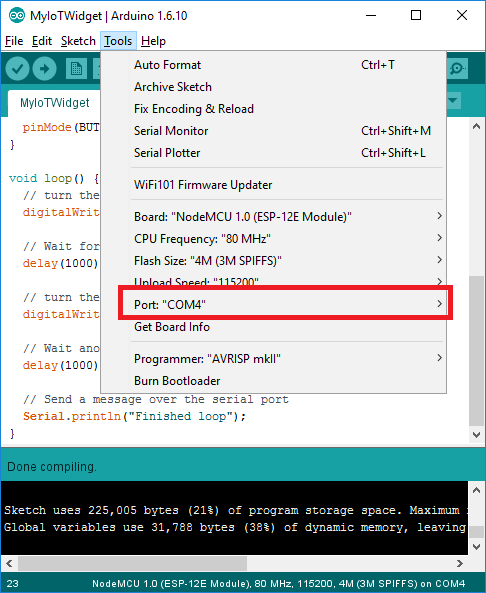 MyIoTWidget | Arduino 1.6.10
File Edit Sketch Tools Help
MyIoTWidget
Auto Format Ctrl+T
Archive Sketch
Fix Encoding & Reload
Serial Monitor Ctrl+Shift+M
Serial Plotter Ctrl+Shift+L
WiFi101 Firmware Updater
Board: "NodeMCU 1.0 (ESP-12E Module)"
CPU Frequency: "80 MHz"
Flash Size: "4M (3M SPIFFS)"
Upload Speed: "115200"
Port: "COM4"
Get Board Info
Programmer: "AVRISP mkII"
Burn Bootloader
pinMode(BUT
}
void loop() {
// turn the
digitalWrit
// Wait for
delay(1000)
// turn the
digitalWrit
// Wait ano
delay(1000)
// Send a message over the serial port
Serial.println("Finished loop");
}
Done compiling.
Sketch uses 225,005 bytes (21%) of program storage space. Maximum
Global variables use 31,788 bytes (38%) of dynamic memory, leaving
23 NodeMCU 1.0 (ESP-12E Module), 80 MHz, 115200, 4M (3M SPIFFS) on COM4